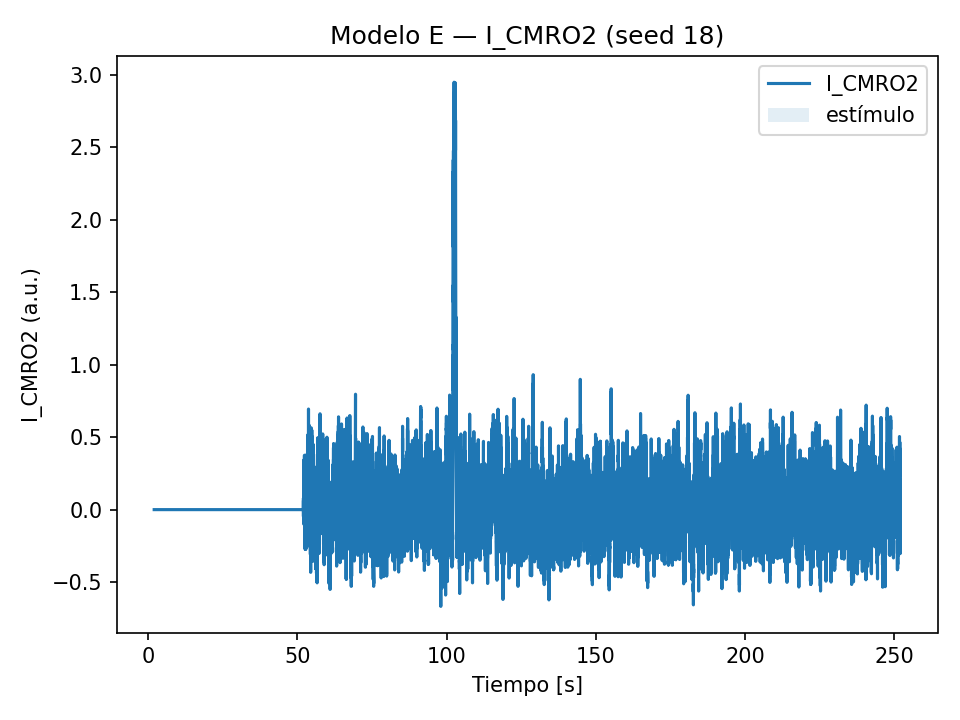 Modelo E — I_CMRO2 (seed 18)
I_CMRO2
estímulo
I_CMRO2 (a.u.)
3.0
2.5
2.0
1.5
1.0
0.5
0.0
−0.5
0 50 100 150 200 250
Tiempo [s]